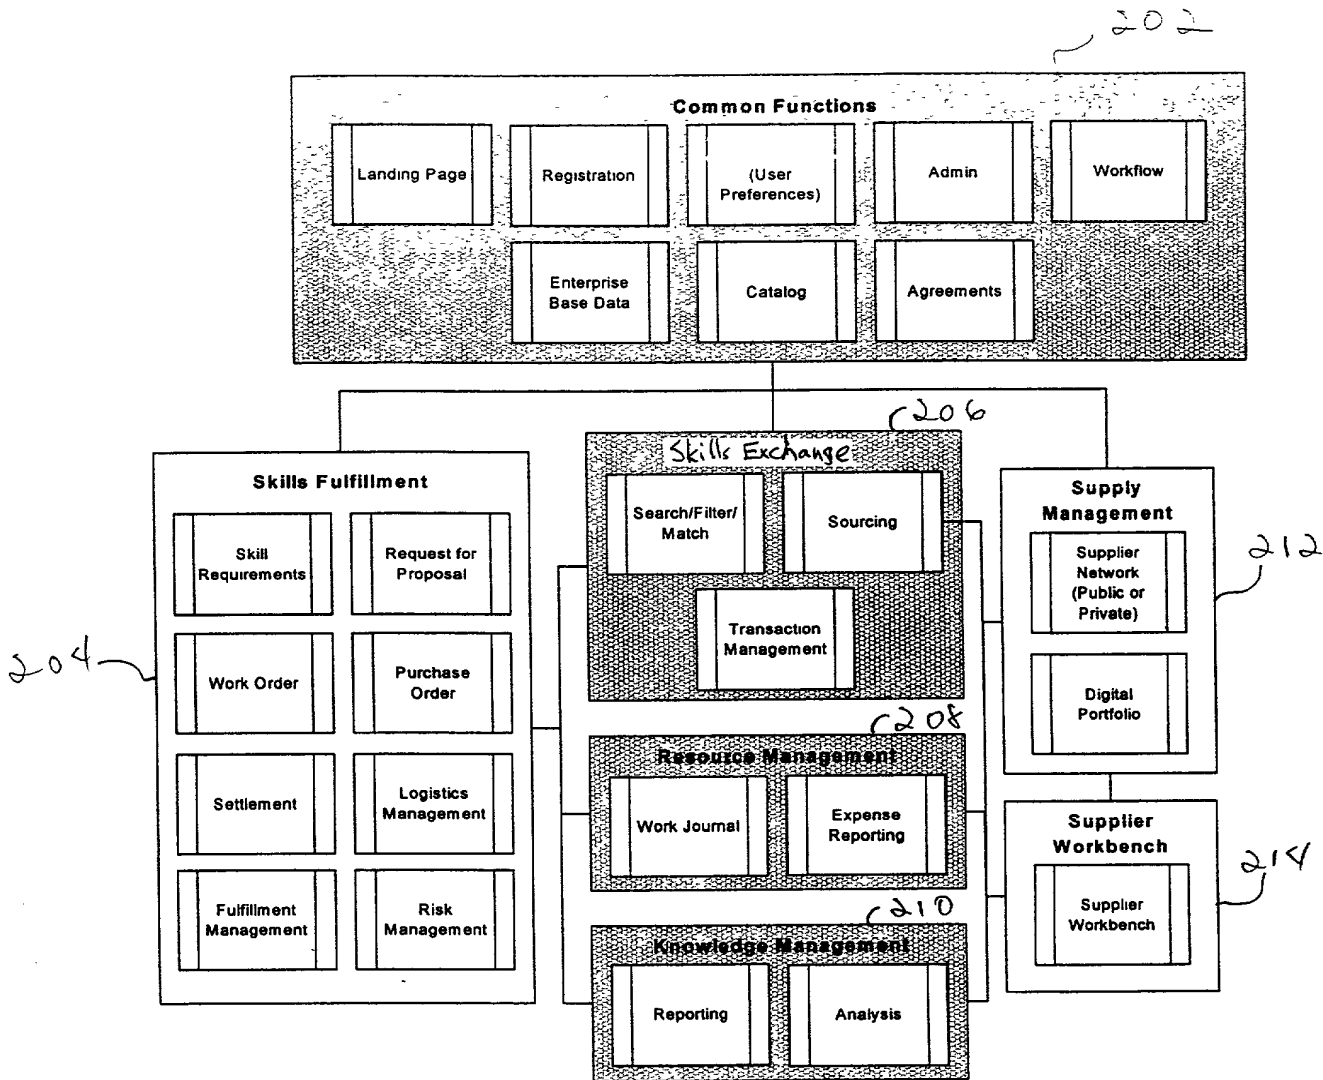 202
Common Functions
Landing Page
Registration
(User
Preferences)
Admin
Workflow
Enterprise
Base Data
Catalog
Agreements
206
Skills Exchange
Search/Filter/
Match
Sourcing
Transaction
Management
Skills Fulfillment
Skill
Requirements
Request for
Proposal
204
Work Order
Purchase
Order
Settlement
Logistics
Management
Fulfillment
Management
Risk
Management
208
Resource Management
Work Journal
Expense
Reporting
210
Knowledge Management
Reporting
Analysis
Supply
Management
Supplier
Network
(Public or
Private)
212
Digital
Portfolio
Supplier
Workbench
214
Supplier
Workbench